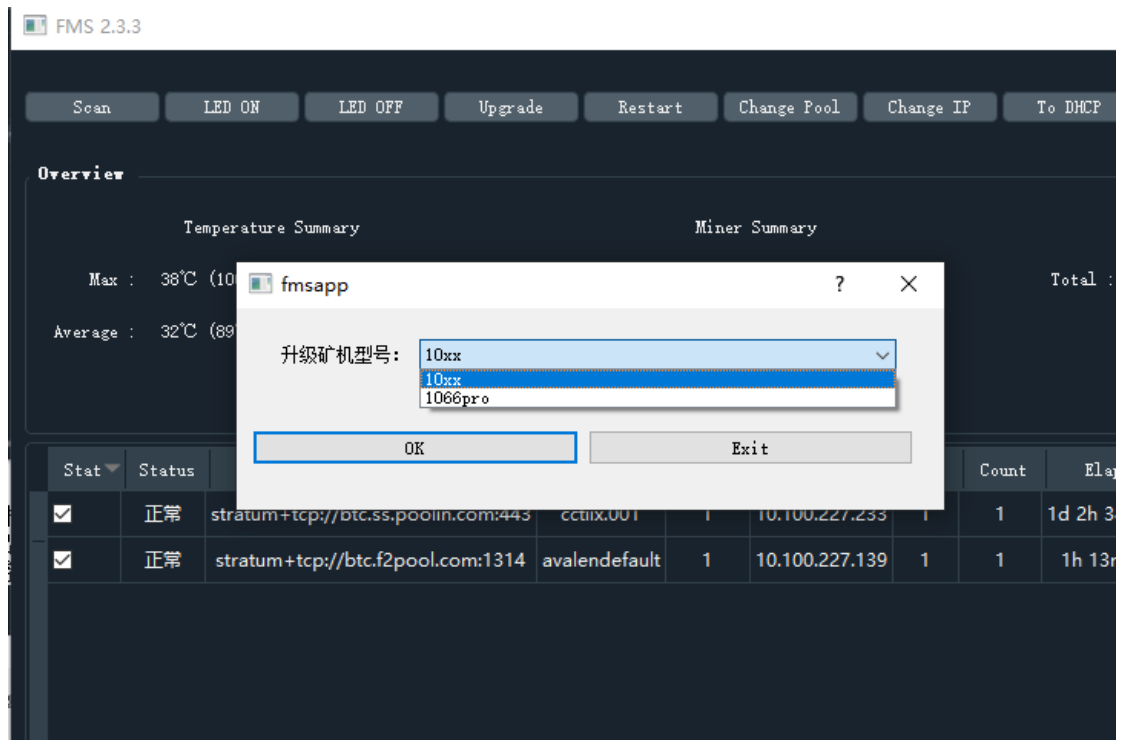 FMS 2.3.3
Scan LED ON LED OFF Upgrade Restart Change Pool Change IP To DHCP
Overview
Temperature Summary Miner Summary
Max : 38℃ (10 Total :
Average : 32℃ (89
fmsapp ? ×
升级矿机型号: 10xx
10xx
1066pro
OK Exit
Stat Status Count Ela
正常 stratum+tcp://btc.ss.poolin.com:443 1 10.100.227.233 1 1 1d 2h 3
正常 stratum+tcp://btc.f2pool.com:1314 avalendefault 1 10.100.227.139 1 1 1h 13